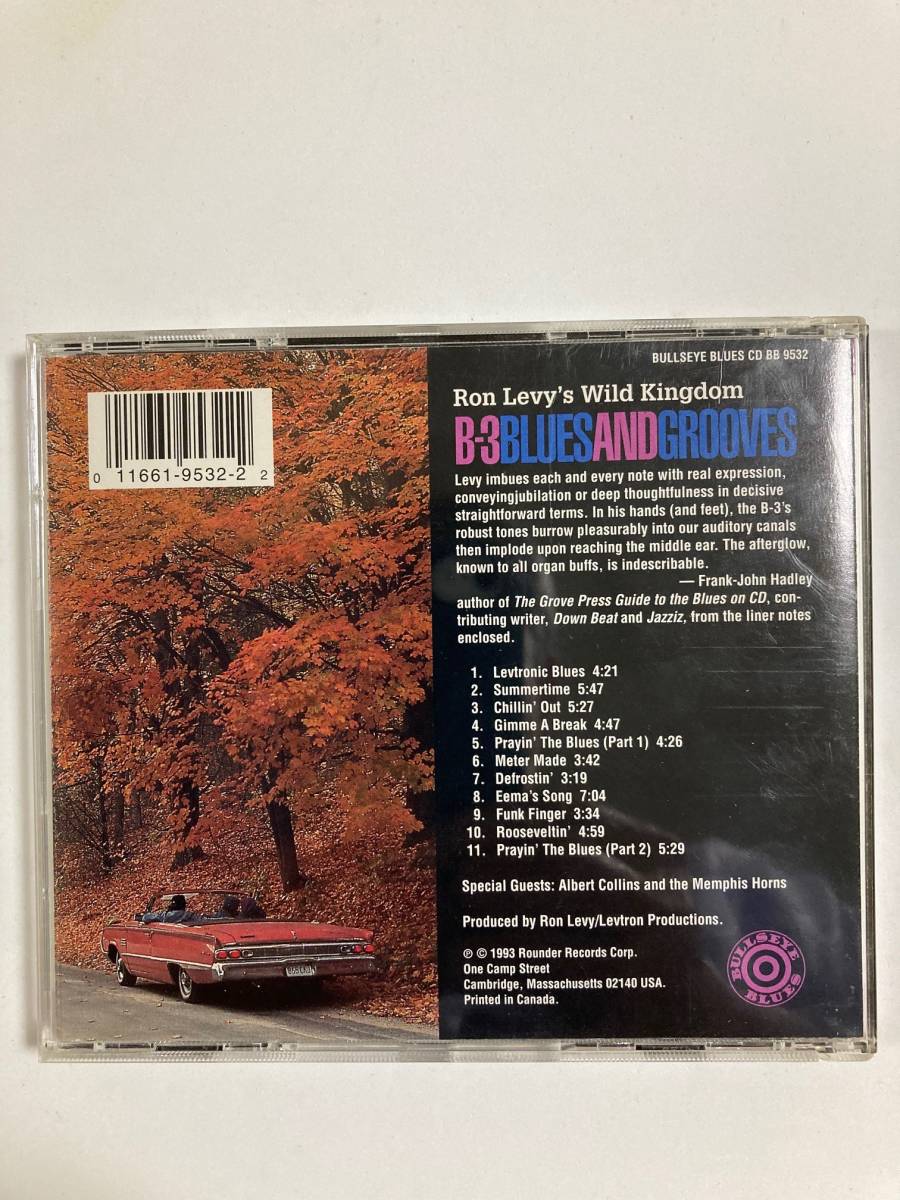 BULLSEYE BLUES CD BB 9532
Ron Levy's Wild Kingdom
B-3BLUESANDGROOVES
Levy imbues each and every note with real expression,
conveyingjubilation or deep thoughtfulness in decisive
straightforward terms. In his hands (and feet), the B-3's
robust tones burrow pleasurably into our auditory canals
then implode upon reaching the middle ear. The afterglow,
known to all organ buffs, is indescribable.
— Frank-John Hadley
author of The Grove Press Guide to the Blues on CD, con-
tributing writer, Down Beat and Jazziz, from the liner notes
enclosed.
1. Levtronic Blues 4:21
2. Summertime 5:47
3. Chillin' Out 5:27
4. Gimme A Break 4:47
5. Prayin' The Blues (Part 1) 4:26
6. Meter Made 3:42
7. Defrostin' 3:19
8. Eema's Song 7:04
9. Funk Finger 3:34
10. Rooseveltin' 4:59
11. Prayin' The Blues (Part 2) 5:29
Special Guests: Albert Collins and the Memphis Horns
Produced by Ron Levy/Levtron Productions.
℗ © 1993 Rounder Records Corp.
One Camp Street
Cambridge, Massachusetts 02140 USA.
Printed in Canada.
BULLSEYE
BLUES
0 11661-9532-2 2